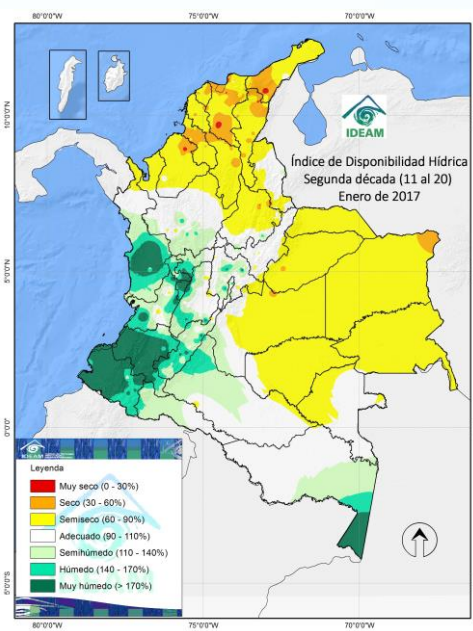 80°0'0"W 75°0'0"W 70°0'0"W
10°0'0"N
5°0'0"N
0°0'0"
5°0'0"S
IDEAM
Índice de Disponibilidad Hídrica
Segunda década (11 al 20)
Enero de 2017
IDEAM
Leyenda
Muy seco (0 - 30%)
Seco (30 - 60%)
Semiseco (60 - 90%)
Adecuado (90 - 110%)
Semihúmedo (110 - 140%)
Húmedo (140 - 170%)
Muy húmedo (> 170%)
IDEAM
80°0'0"W 75°0'0"W 70°0'0"W